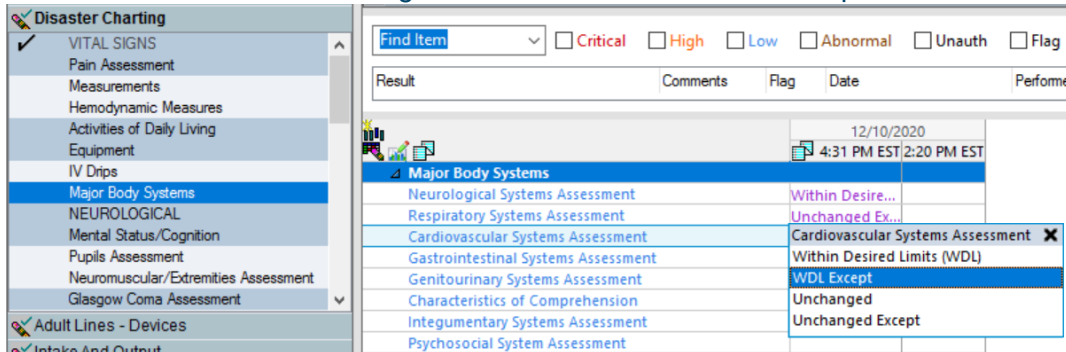 Disaster Charting
VITAL SIGNS
Pain Assessment
Measurements
Hemodynamic Measures
Activities of Daily Living
Equipment
IV Drips
Major Body Systems
NEUROLOGICAL
Mental Status/Cognition
Pupils Assessment
Neuromuscular/Extremities Assessment
Glasgow Coma Assessment
Adult Lines - Devices
Intake And Output
Find Item Critical High Low Abnormal Unauth Flag
Result Comments Flag Date Performe
12/10/2020
4:31 PM EST 2:20 PM EST
Major Body Systems
Neurological Systems Assessment Within Desire...
Respiratory Systems Assessment Unchanged Ex...
Cardiovascular Systems Assessment
Gastrointestinal Systems Assessment
Genitourinary Systems Assessment
Characteristics of Comprehension
Integumentary Systems Assessment
Psychosocial System Assessment
Cardiovascular Systems Assessment
Within Desired Limits (WDL)
WDL Except
Unchanged
Unchanged Except